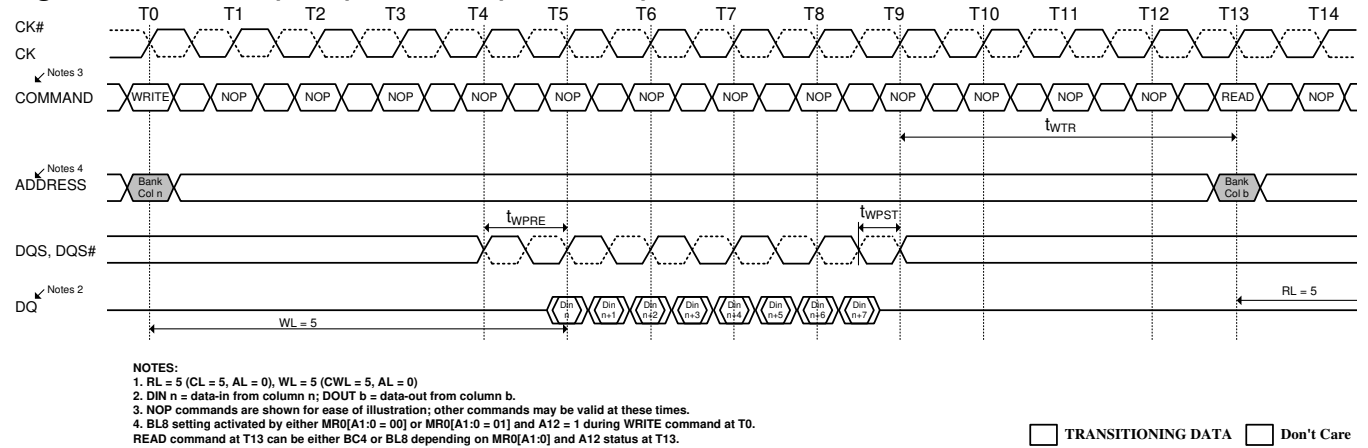 T0 T1 T2 T3 T4 T5 T6 T7 T8 T9 T10 T11 T12 T13 T14
CK#
CK
Notes 3
COMMAND WRITE NOP NOP NOP NOP NOP NOP NOP NOP NOP NOP NOP NOP READ NOP
tWTR
Notes 4
ADDRESS
Bank
Col n
Bank
Col b
tWPRE
tWPST
DQS, DQS#
Notes 2
DQ
Din
n
Din
n+1
Din
n+2
Din
n+3
Din
n+4
Din
n+5
Din
n+6
Din
n+7
RL = 5
WL = 5
NOTES:
1. RL = 5 (CL = 5, AL = 0), WL = 5 (CWL = 5, AL = 0)
2. DIN n = data-in from column n; DOUT b = data-out from column b.
3. NOP commands are shown for ease of illustration; other commands may be valid at these times.
4. BL8 setting activated by either MR0[A1:0 = 00] or MR0[A1:0 = 01] and A12 = 1 during WRITE command at T0.
READ command at T13 can be either BC4 or BL8 depending on MR0[A1:0] and A12 status at T13.
TRANSITIONING DATA
Don't Care